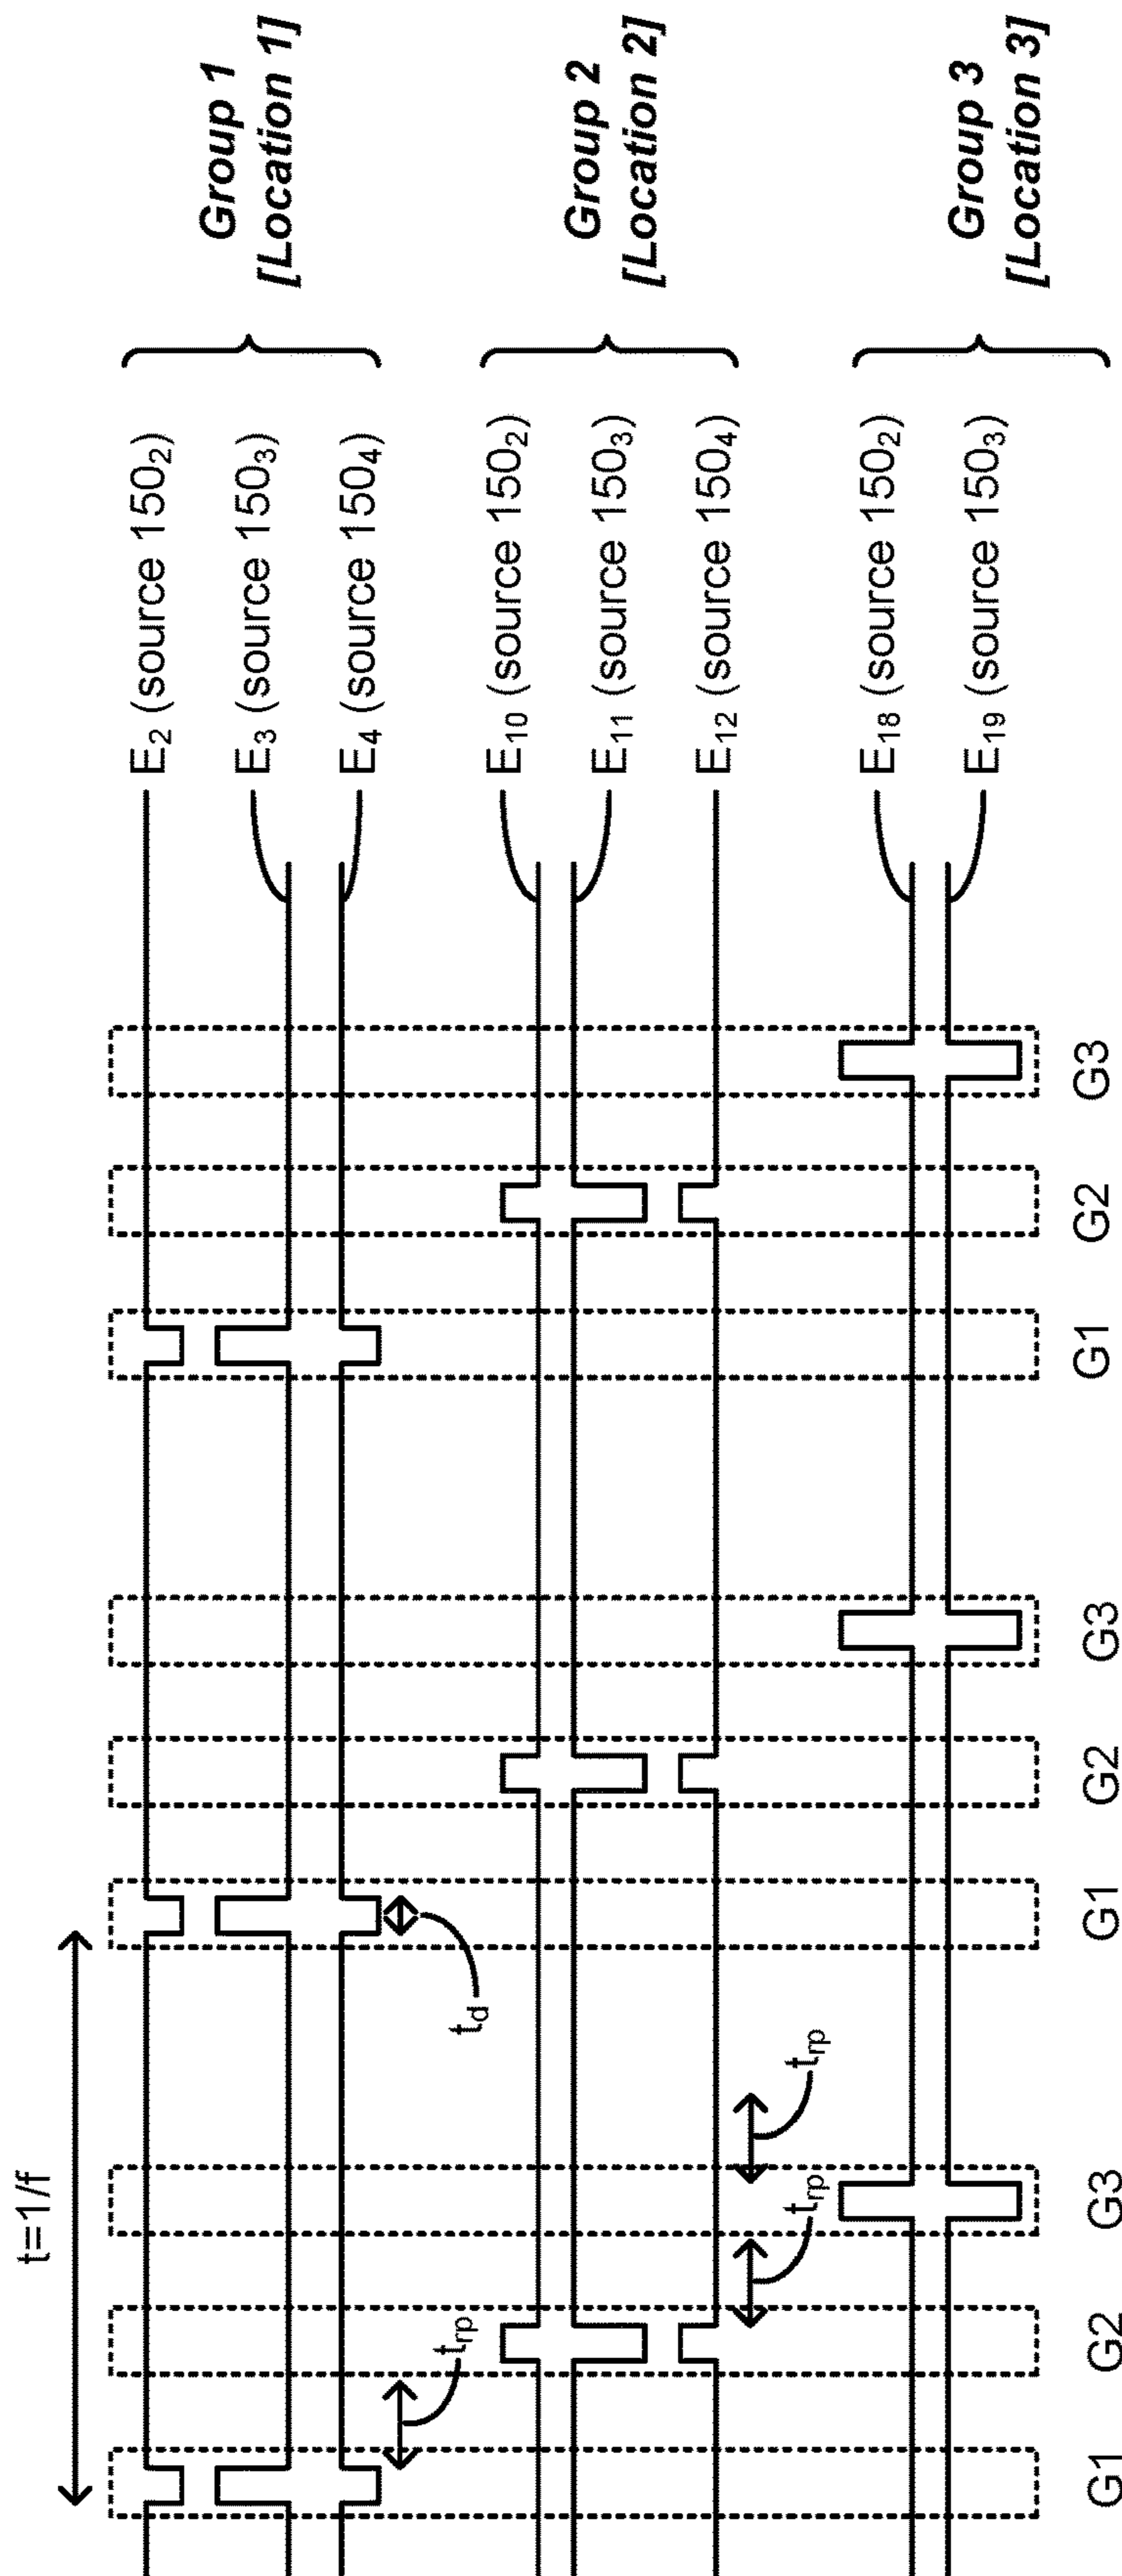 t=1/f
E2 (source 1502)
E3 (source 1503)
E4 (source 1504)
Group 1
[Location 1]
trp
td
E10 (source 1502)
E11 (source 1503)
E12 (source 1504)
Group 2
[Location 2]
trp
trp
E18 (source 1502)
E19 (source 1503)
Group 3
[Location 3]
G1
G2
G3
G1
G2
G3
G1
G2
G3